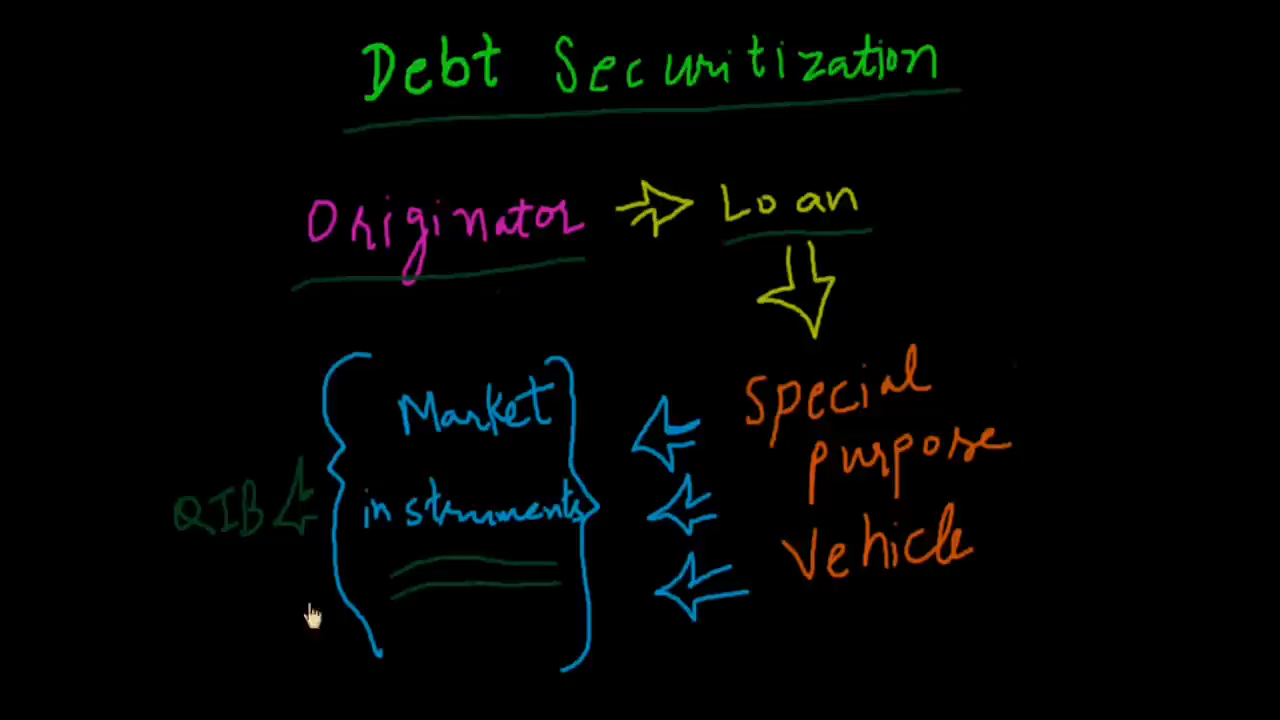 Debt Securitization
Originator Loan
Special
Market
purpose
QIB
instruments
Vehicle